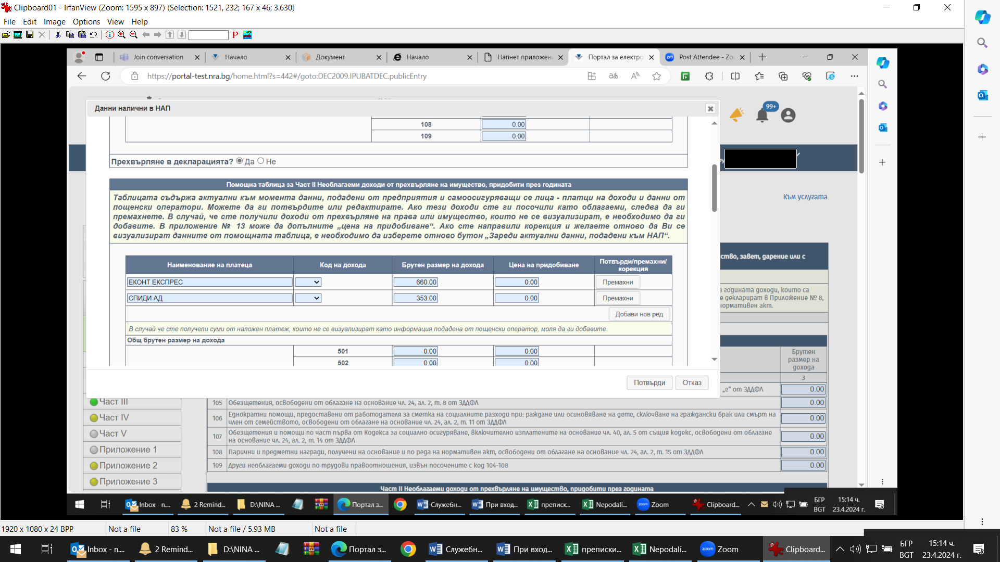 Clipboard01 - IrfanView (Zoom: 1595 x 897) (Selection: 1521, 232; 167 x 46; 3.630)
File Edit Image Options View Help
Join conversation
Начало
Документ
Начало
Напнет приложен
Портал за електро
Post Attendee - Zo
https://portal-test.nra.bg/home.html?s=442#/goto:DEC2009.IPUBATDEC.publicEntry
99+
Данни налични в НАП
108 0.00
109 0.00
Прехвърляне в декларацията? Да Не
Помощна таблица за Част II Необлагаеми доходи от прехвърляне на имущество, придобити през годината
Таблицата съдържа актуални към момента данни, подадени от предприятия и самоосигуряващи се лица - платци на доходи и данни от
пощенски оператори. Можете да ги потвърдите или редактирате. Ако тези доходи сте ги посочили като облагаеми, следва да ги
премахнете. В случай, че сте получили доходи от прехвърляне на права или имущество, които не се визуализират, е необходимо да ги
добавите. В приложение № 13 може да допълните „цена на придобиване“. Ако сте направили корекция и желаете отново да Ви се
визуализират данните от помощната таблица, е необходимо да изберете отново бутон „Зареди актуални данни, подадени към НАП“.
Наименование на платеца Код на дохода Брутен размер на дохода Цена на придобиване Потвърди/премахни/
корекция
ЕКОНТ ЕКСПРЕС 660.00 0.00 Премахни
СПИДИ АД 353.00 0.00 Премахни
Добави нов ред
В случай че сте получели суми от наложен платеж, които не се визуализират като информация подадена от пощенски оператор, моля да ги добавите.
Общ брутен размер на дохода
501 0.00 0.00
502 0.00 0.00
Потвърди Отказ
Към услугата
ство, завет, дарение или с
годината доходи, които са
е декларират в Приложение № 8,
нормативен акт.
Брутен
размер на
дохода
3
„е“ от ЗДДФЛ 0.00
Част III
Част IV
Част V
Приложение 1
Приложение 2
Приложение 3
105 Обезщетения, освободени от облагане на основание чл. 24, ал. 2, т. 8 от ЗДДФЛ 0.00
106 Еднократни помощи, предоставени от работодателя за сметка на социалните разходи при: раждане или осиновяване на дете, сключване на граждански брак или смърт на
член от семейството, освободени от облагане на основание чл. 24, ал. 2, т. 11 от ЗДДФЛ 0.00
107 Обезщетения и помощи по част първа от Кодекса за социално осигуряване, включително изплатените на основание чл. 40, ал. 5 от същия кодекс, освободени от облагане
на основание чл. 24, ал. 2, т. 14 от ЗДДФЛ 0.00
108 Парични и предметни награди, получени на основание и по реда на нормативен акт, освободени от облагане на основание чл. 24, ал. 2, т. 15 от ЗДДФЛ 0.00
109 Други необлагаеми доходи по трудови правоотношения, извън посочените с код 104-108 0.00
Част II Необлагаеми доходи от прехвърляне на имущество, придобити през годината
Inbox - n... 2 Remind... D:\NINA ... Портал з... Служебн... При вход... преписк... Nepodali... Zoom Clipboard... БГР 15:14 ч.
BGT 23.4.2024 г.
1920 x 1080 x 24 BPP Not a file 83 % Not a file / 5.93 MB Not a file
Inbox - n.... 2 Remind... D:\NINA ... Портал з... Служебн... При вход... преписки... Nepodali... Zoom Clipboard... БГР 15:14 ч.
BGT 23.4.2024 г.